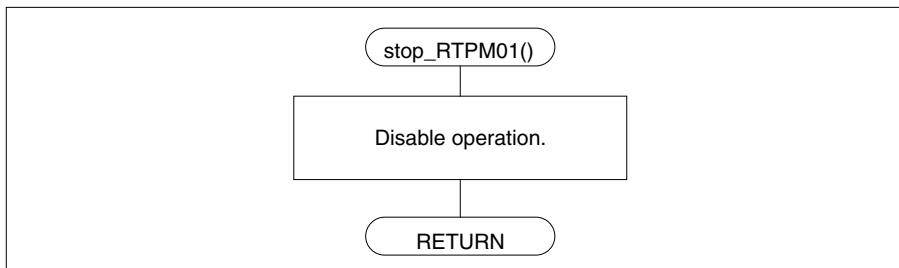 stop_RTPM01()
Disable operation.
RETURN